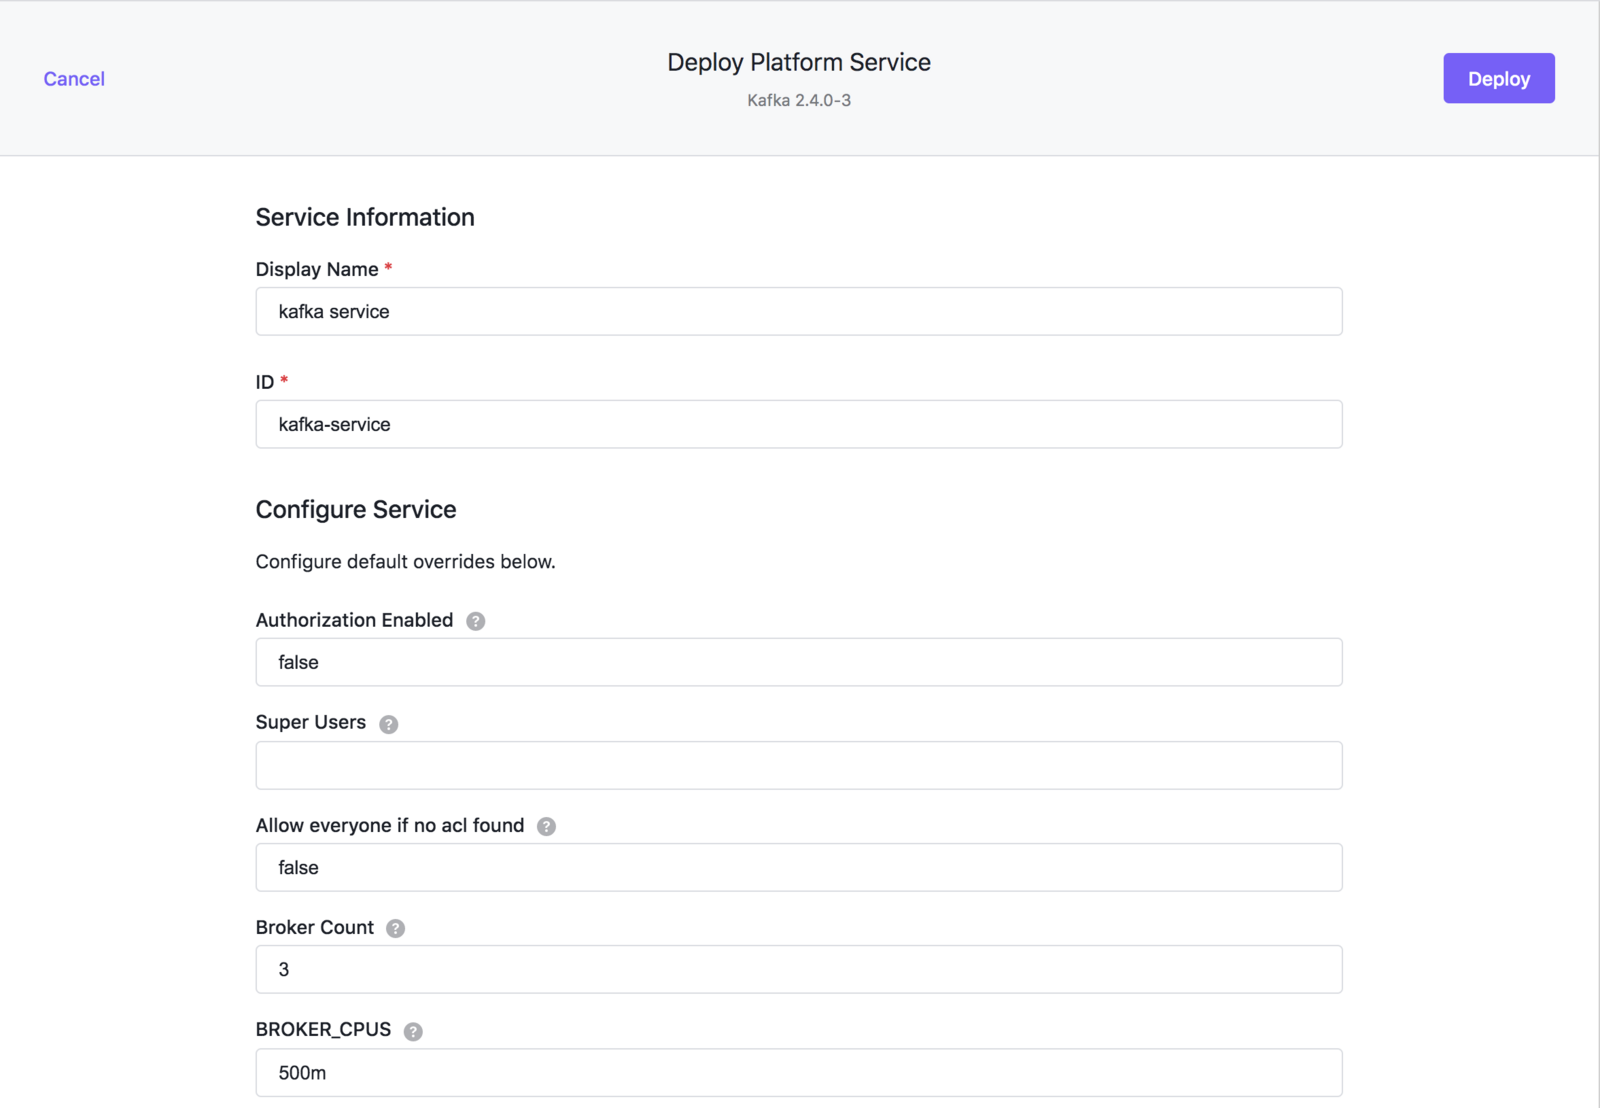 Cancel
Deploy Platform Service
Kafka 2.4.0-3
Deploy
Service Information
Display Name *
kafka service
ID *
kafka-service
Configure Service
Configure default overrides below.
Authorization Enabled ?
false
Super Users ?
Allow everyone if no acl found ?
false
Broker Count ?
3
BROKER_CPUS ?
500m